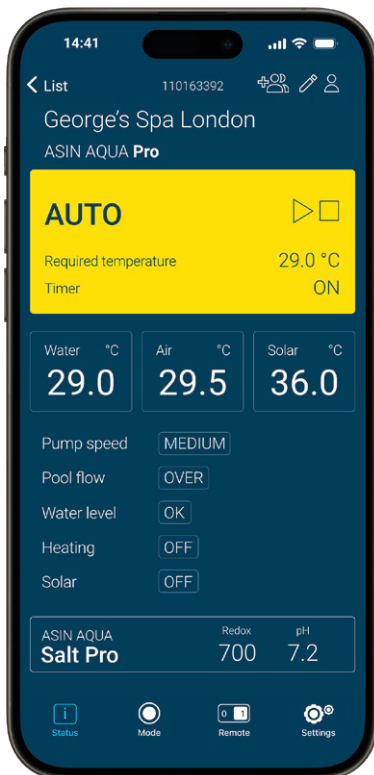 14:41
List 110163392
George's Spa London
ASIN AQUA Pro
AUTO
Required temperature 29.0 °C
Timer ON
Water °C Air °C Solar °C
29.0 29.5 36.0
Pump speed MEDIUM
Pool flow OVER
Water level OK
Heating OFF
Solar OFF
ASIN AQUA Redox pH
Salt Pro 700 7.2
i 0 1
Status Mode Remote Settings